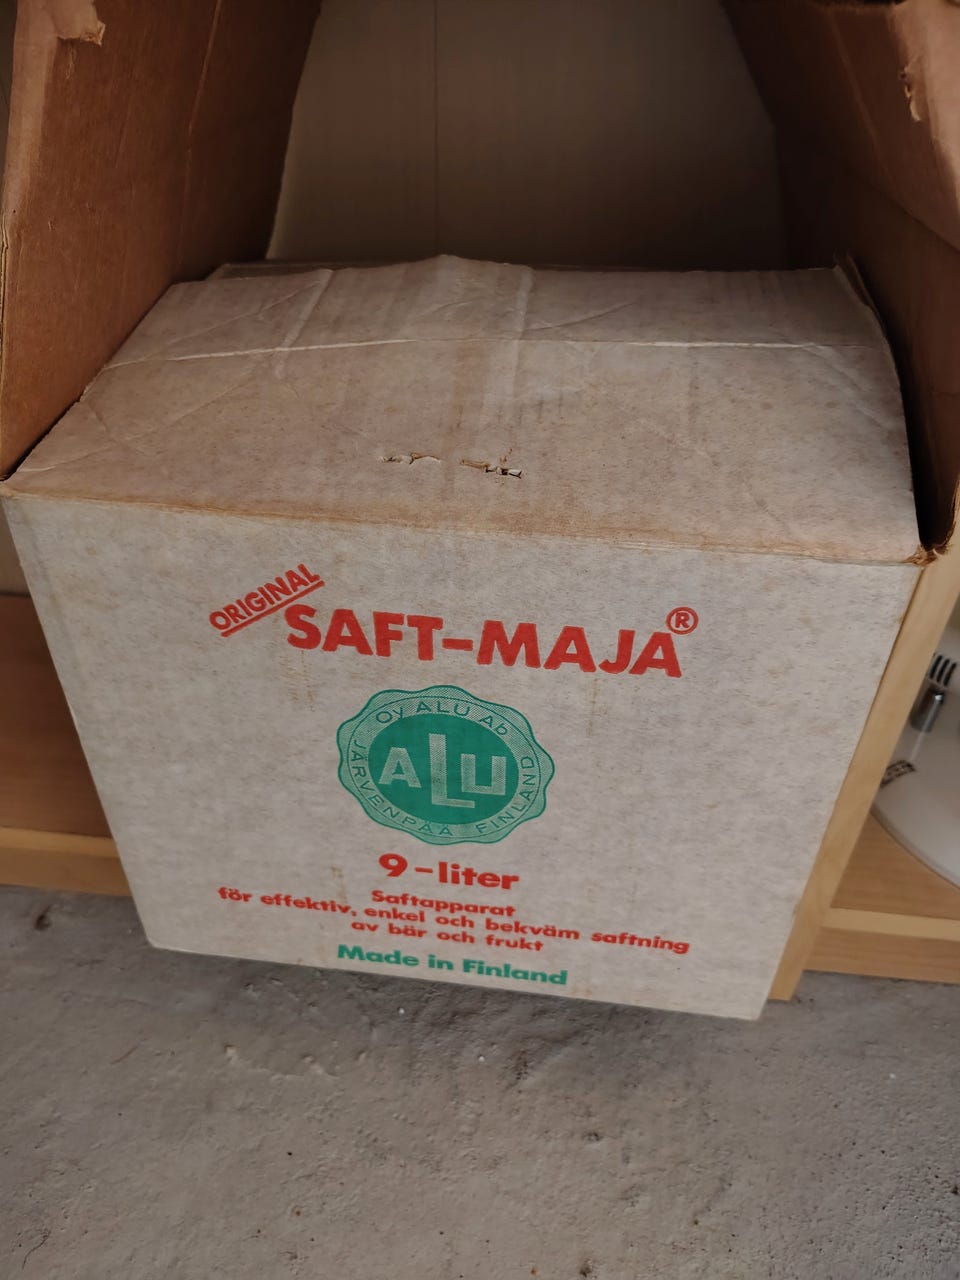 ORIGINAL
SAFT-MAJA®
Oy ALU Ab
ALU
JÄRVENPÄÄ FINLAND
9-liter
Saftapparat
för effektiv, enkel och bekväm saftning
av bär och frukt
Made in Finland